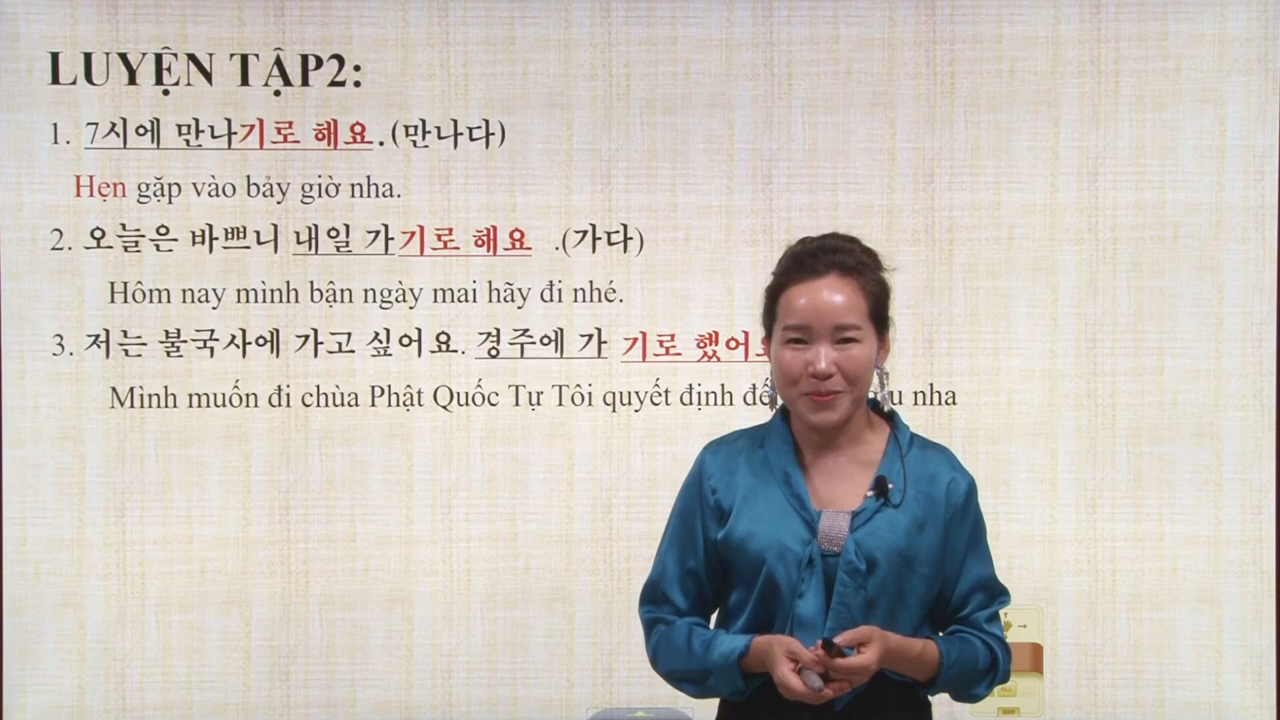 LUYỆN TẬP2:
1. 7시에 만나기로 해요.(만나다)
Hẹn gặp vào bảy giờ nha.
2. 오늘은 바쁘니 내일 가기로 해요 .(가다)
Hôm nay mình bận ngày mai hãy đi nhé.
3. 저는 불국사에 가고 싶어요. 경주에 가 기로 했어요
Mình muốn đi chùa Phật Quốc Tự Tôi quyết định nha